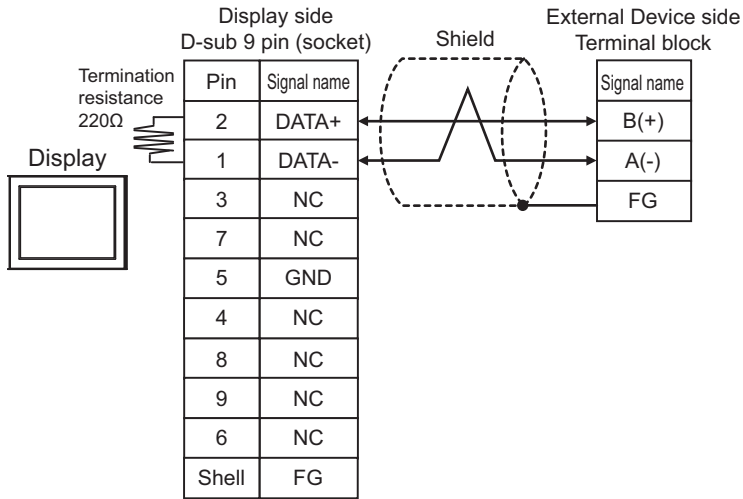 Display side
D-sub 9 pin (socket)
Shield
External Device side
Terminal block
Termination
resistance
220Ω
Display
Pin Signal name
2 DATA+
1 DATA-
3 NC
7 NC
5 GND
4 NC
8 NC
9 NC
6 NC
Shell FG
Signal name
B(+)
A(-)
FG